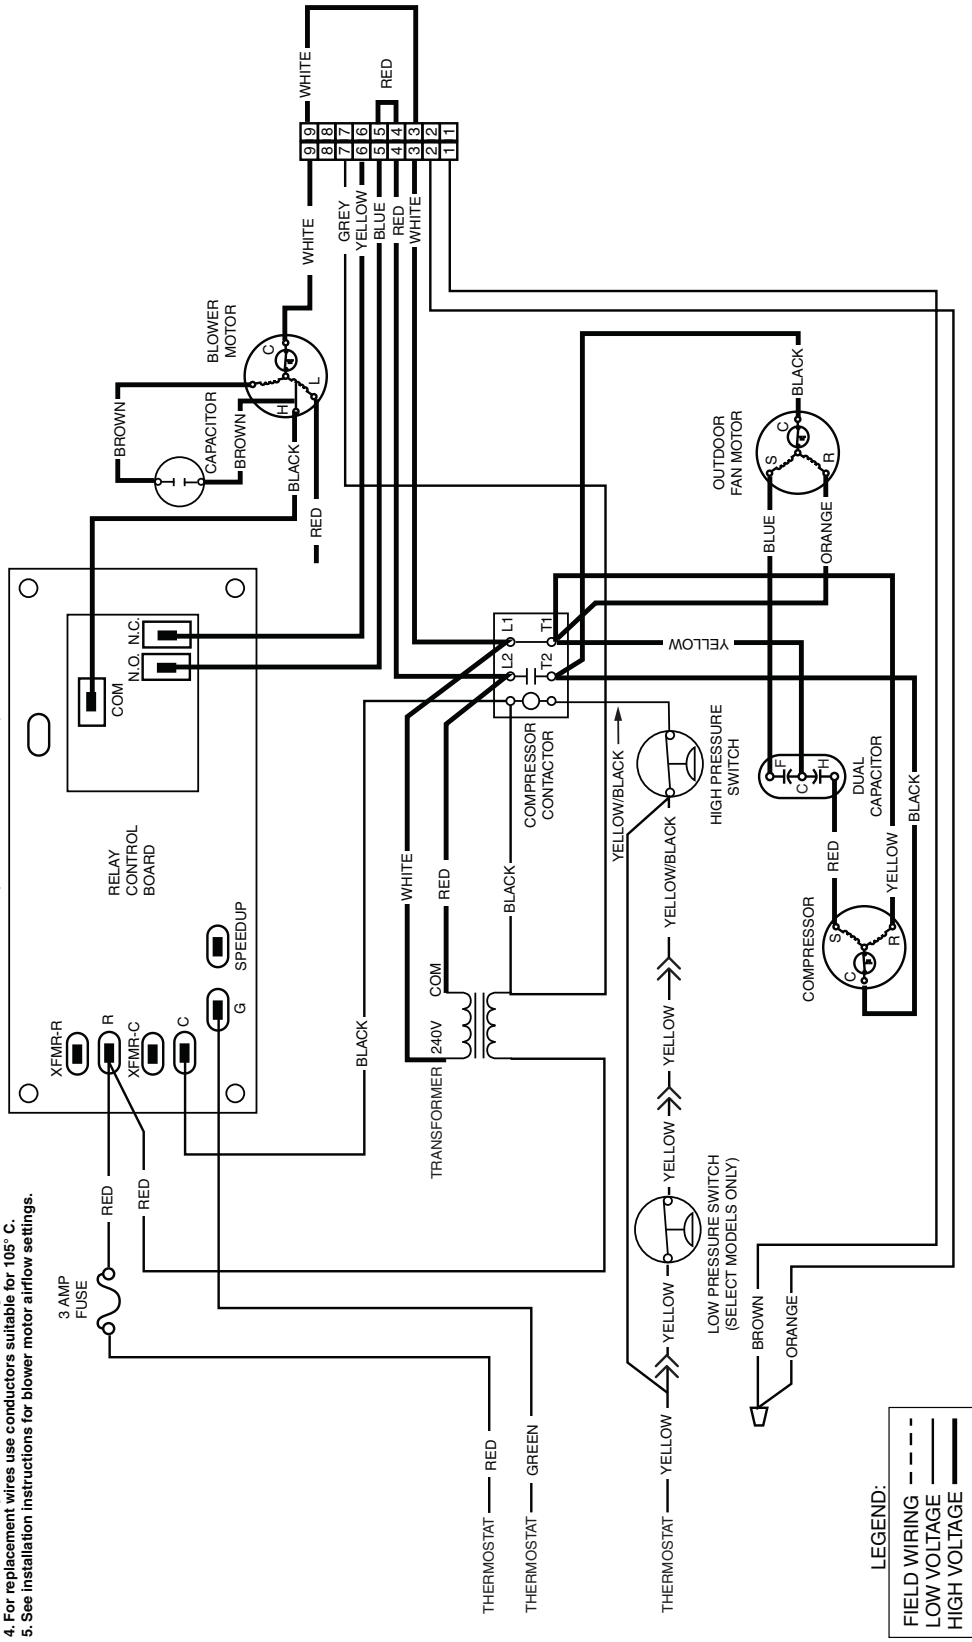 4. For replacement wires use conductors suitable for 105° C.
5. See installation instructions for blower motor airflow settings.
3 AMP
FUSE
RED
RED
XFMR-R
R
XFMR-C
C
G
SPEEDUP
RELAY
CONTROL
BOARD
COM
N.O.
N.C.
BROWN
CAPACITOR
BROWN
BLACK
RED
BLOWER
MOTOR
C
H
L
WHITE
WHITE
RED
GREY
YELLOW
BLUE
RED
WHITE
9 9
8 8
7 7
6 6
5 5
4 4
3 3
2 2
1 1
BLACK
TRANSFORMER
240V
COM
WHITE
RED
BLACK
L2
L1
T2
T1
COMPRESSOR
CONTACTOR
YELLOW/BLACK
HIGH PRESSURE
SWITCH
YELLOW
OUTDOOR
FAN MOTOR
S
C
R
BLACK
BLUE
ORANGE
F
C
H
DUAL
CAPACITOR
BLACK
RED
YELLOW
COMPRESSOR
S
C
R
THERMOSTAT
RED
THERMOSTAT
GREEN
THERMOSTAT
YELLOW
YELLOW
YELLOW
YELLOW
YELLOW/BLACK
LOW PRESSURE SWITCH
(SELECT MODELS ONLY)
BROWN
ORANGE
LEGEND:
FIELD WIRING
LOW VOLTAGE
HIGH VOLTAGE